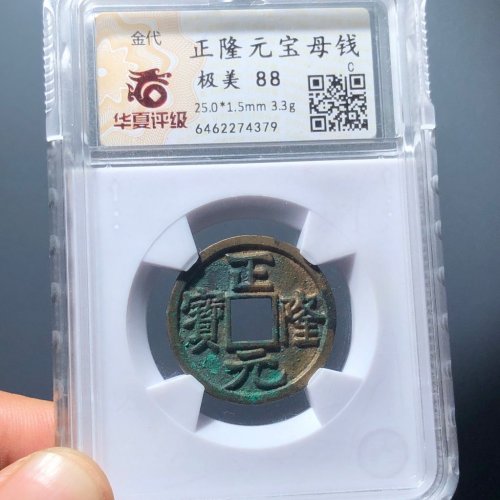 金代
华夏评级
正隆元宝母钱
极美 88
C
25.0*1.5mm 3.3g
6462274379
正
隆
元
寶